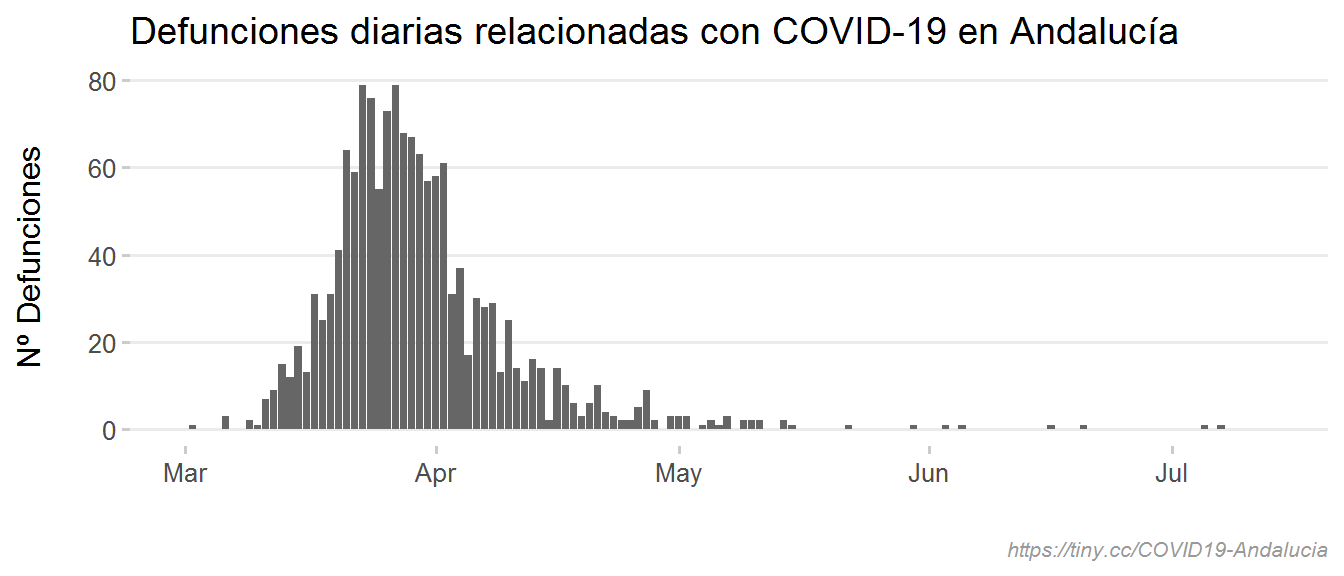 Defunciones diarias relacionadas con COVID-19 en Andalucía
Nº Defunciones
80
60
40
20
0
Mar Apr May Jun Jul
https://tiny.cc/COVID19-Andalucia